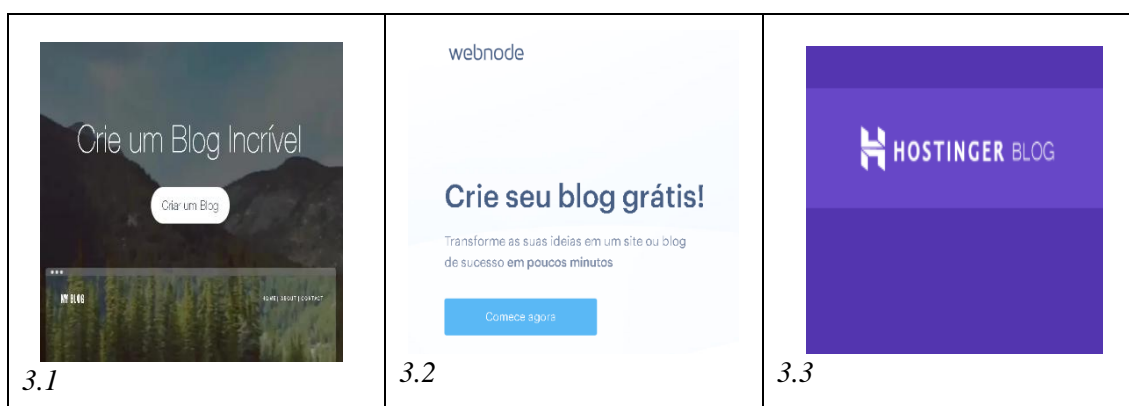 Crie um Blog Incrível
Criar um Blog
MY BLOG
HOME | ABOUT | CONTACT
3.1
webnode
Crie seu blog grátis!
Transforme as suas ideias em um site ou blog
de sucesso em poucos minutos
Comece agora
3.2
HOSTINGER BLOG
3.3